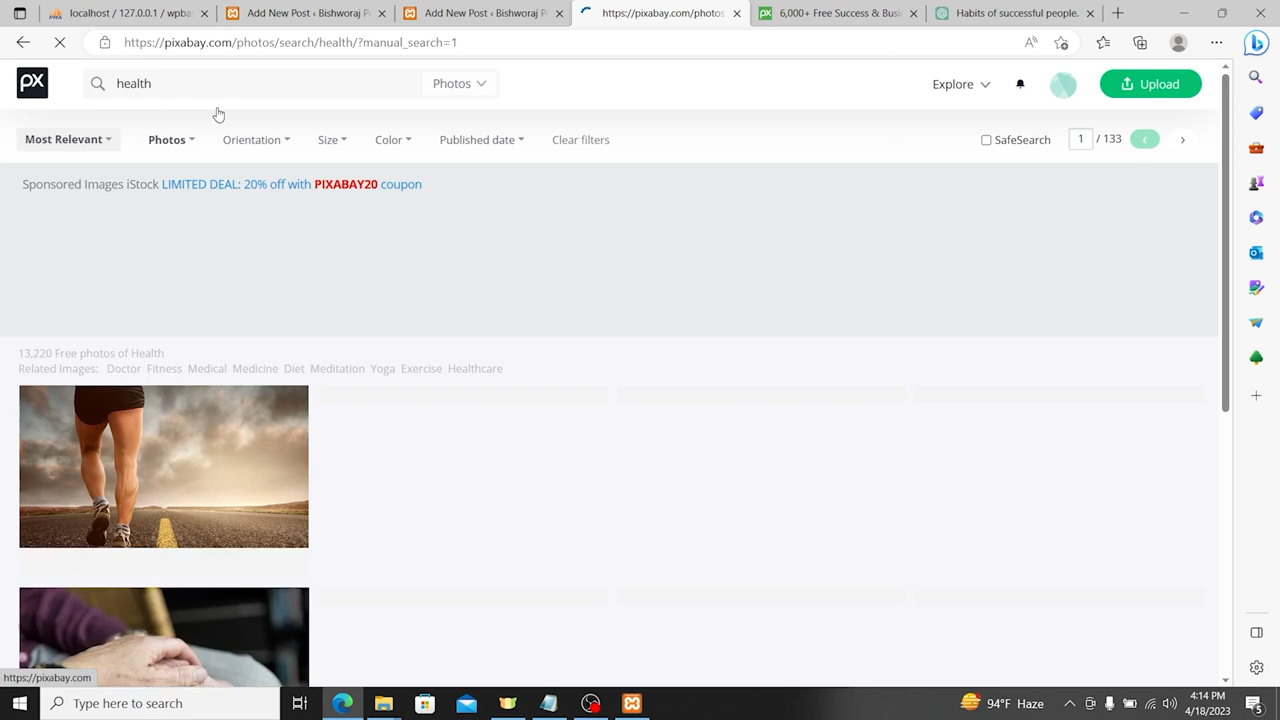 localhost / 127.0.0.1 / wpbas
Add New Post ‹ Bishworaj P
Add New Post ‹ Bishworaj P
https://pixabay.com/photos
6,000+ Free Success & Busi
Habits of successful people.
https://pixabay.com/photos/search/health/?manual_search=1
px
health
Photos
Explore
Upload
Most Relevant
Photos
Orientation
Size
Color
Published date
Clear filters
SafeSearch
1 / 133
Sponsored Images iStock LIMITED DEAL: 20% off with PIXABAY20 coupon
13,220 Free photos of Health
Related Images: Doctor Fitness Medical Medicine Diet Meditation Yoga Exercise Healthcare
https://pixabay.com
Type here to search
94°F Haze
4:14 PM
4/18/2023
5